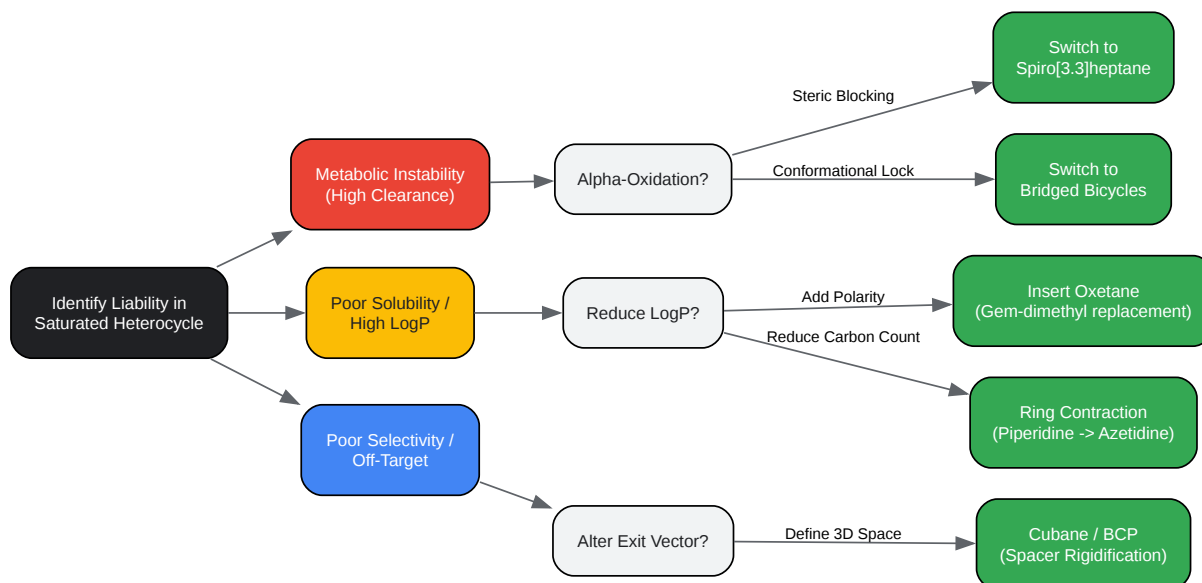 Identify Liability in
Saturated Heterocycle
Metabolic Instability
(High Clearance)
Alpha-Oxidation?
Steric Blocking
Switch to
Spiro[3.3]heptane
Conformational Lock
Switch to
Bridged Bicycles
Poor Solubility /
High LogP
Reduce LogP?
Add Polarity
Insert Oxetane
(Gem-dimethyl replacement)
Reduce Carbon Count
Ring Contraction
(Piperidine -> Azetidine)
Poor Selectivity /
Off-Target
Alter Exit Vector?
Define 3D Space
Cubane / BCP
(Spacer Rigidification)